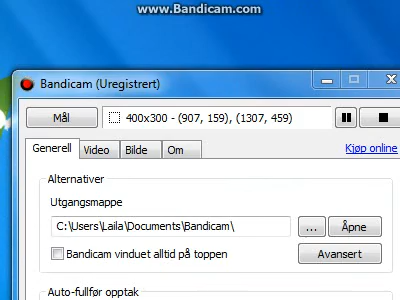 www.Bandicam.com
Bandicam (Uregistrert)
Mål
400x300 - (907, 159), (1307, 459)
Generell Video Bilde Om
Kjøp online
Alternativer
Utgangsmappe
C:\Users\Laila\Documents\Bandicam\ ... Åpne
Bandicam vinduet alltid på toppen Avansert
Auto-fullfør opptak